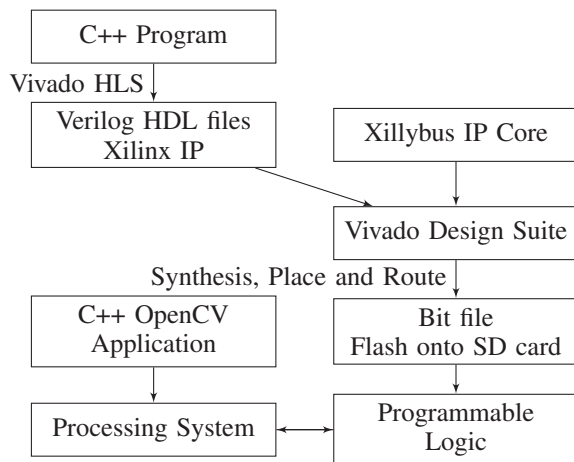 C++ Program
Vivado HLS
Verilog HDL files
Xilinx IP
Xillybus IP Core
Vivado Design Suite
Synthesis, Place and Route
C++ OpenCV
Application
Bit file
Flash onto SD card
Processing System
Programmable
Logic